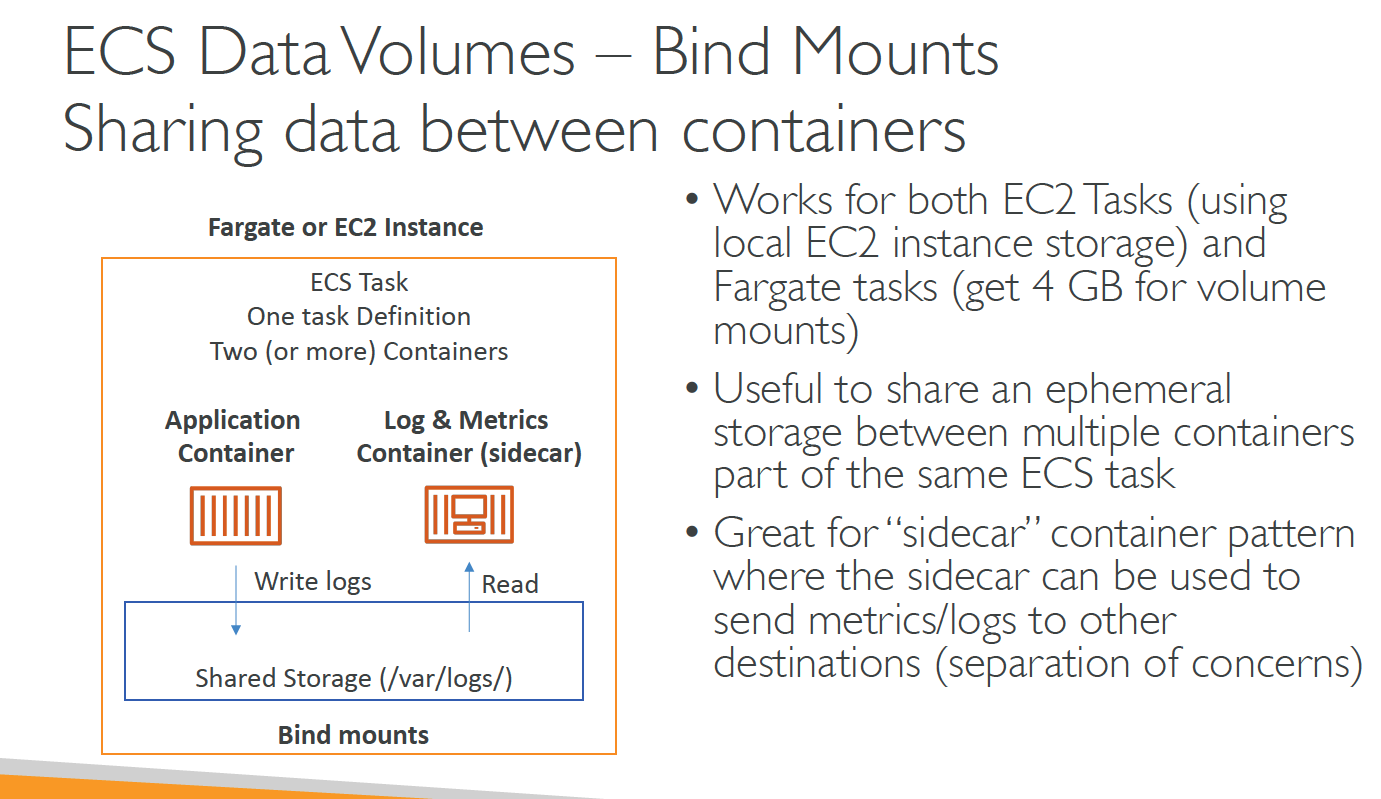 ECS Data Volumes – Bind Mounts
Sharing data between containers
Fargate or EC2 Instance
ECS Task
One task Definition
Two (or more) Containers
Application
Container
Log & Metrics
Container (sidecar)
Write logs
Read
Shared Storage (/var/logs/)
Bind mounts
• Works for both EC2 Tasks (using
local EC2 instance storage) and
Fargate tasks (get 4 GB for volume
mounts)
• Useful to share an ephemeral
storage between multiple containers
part of the same ECS task
• Great for “sidecar” container pattern
where the sidecar can be used to
send metrics/logs to other
destinations (separation of concerns)